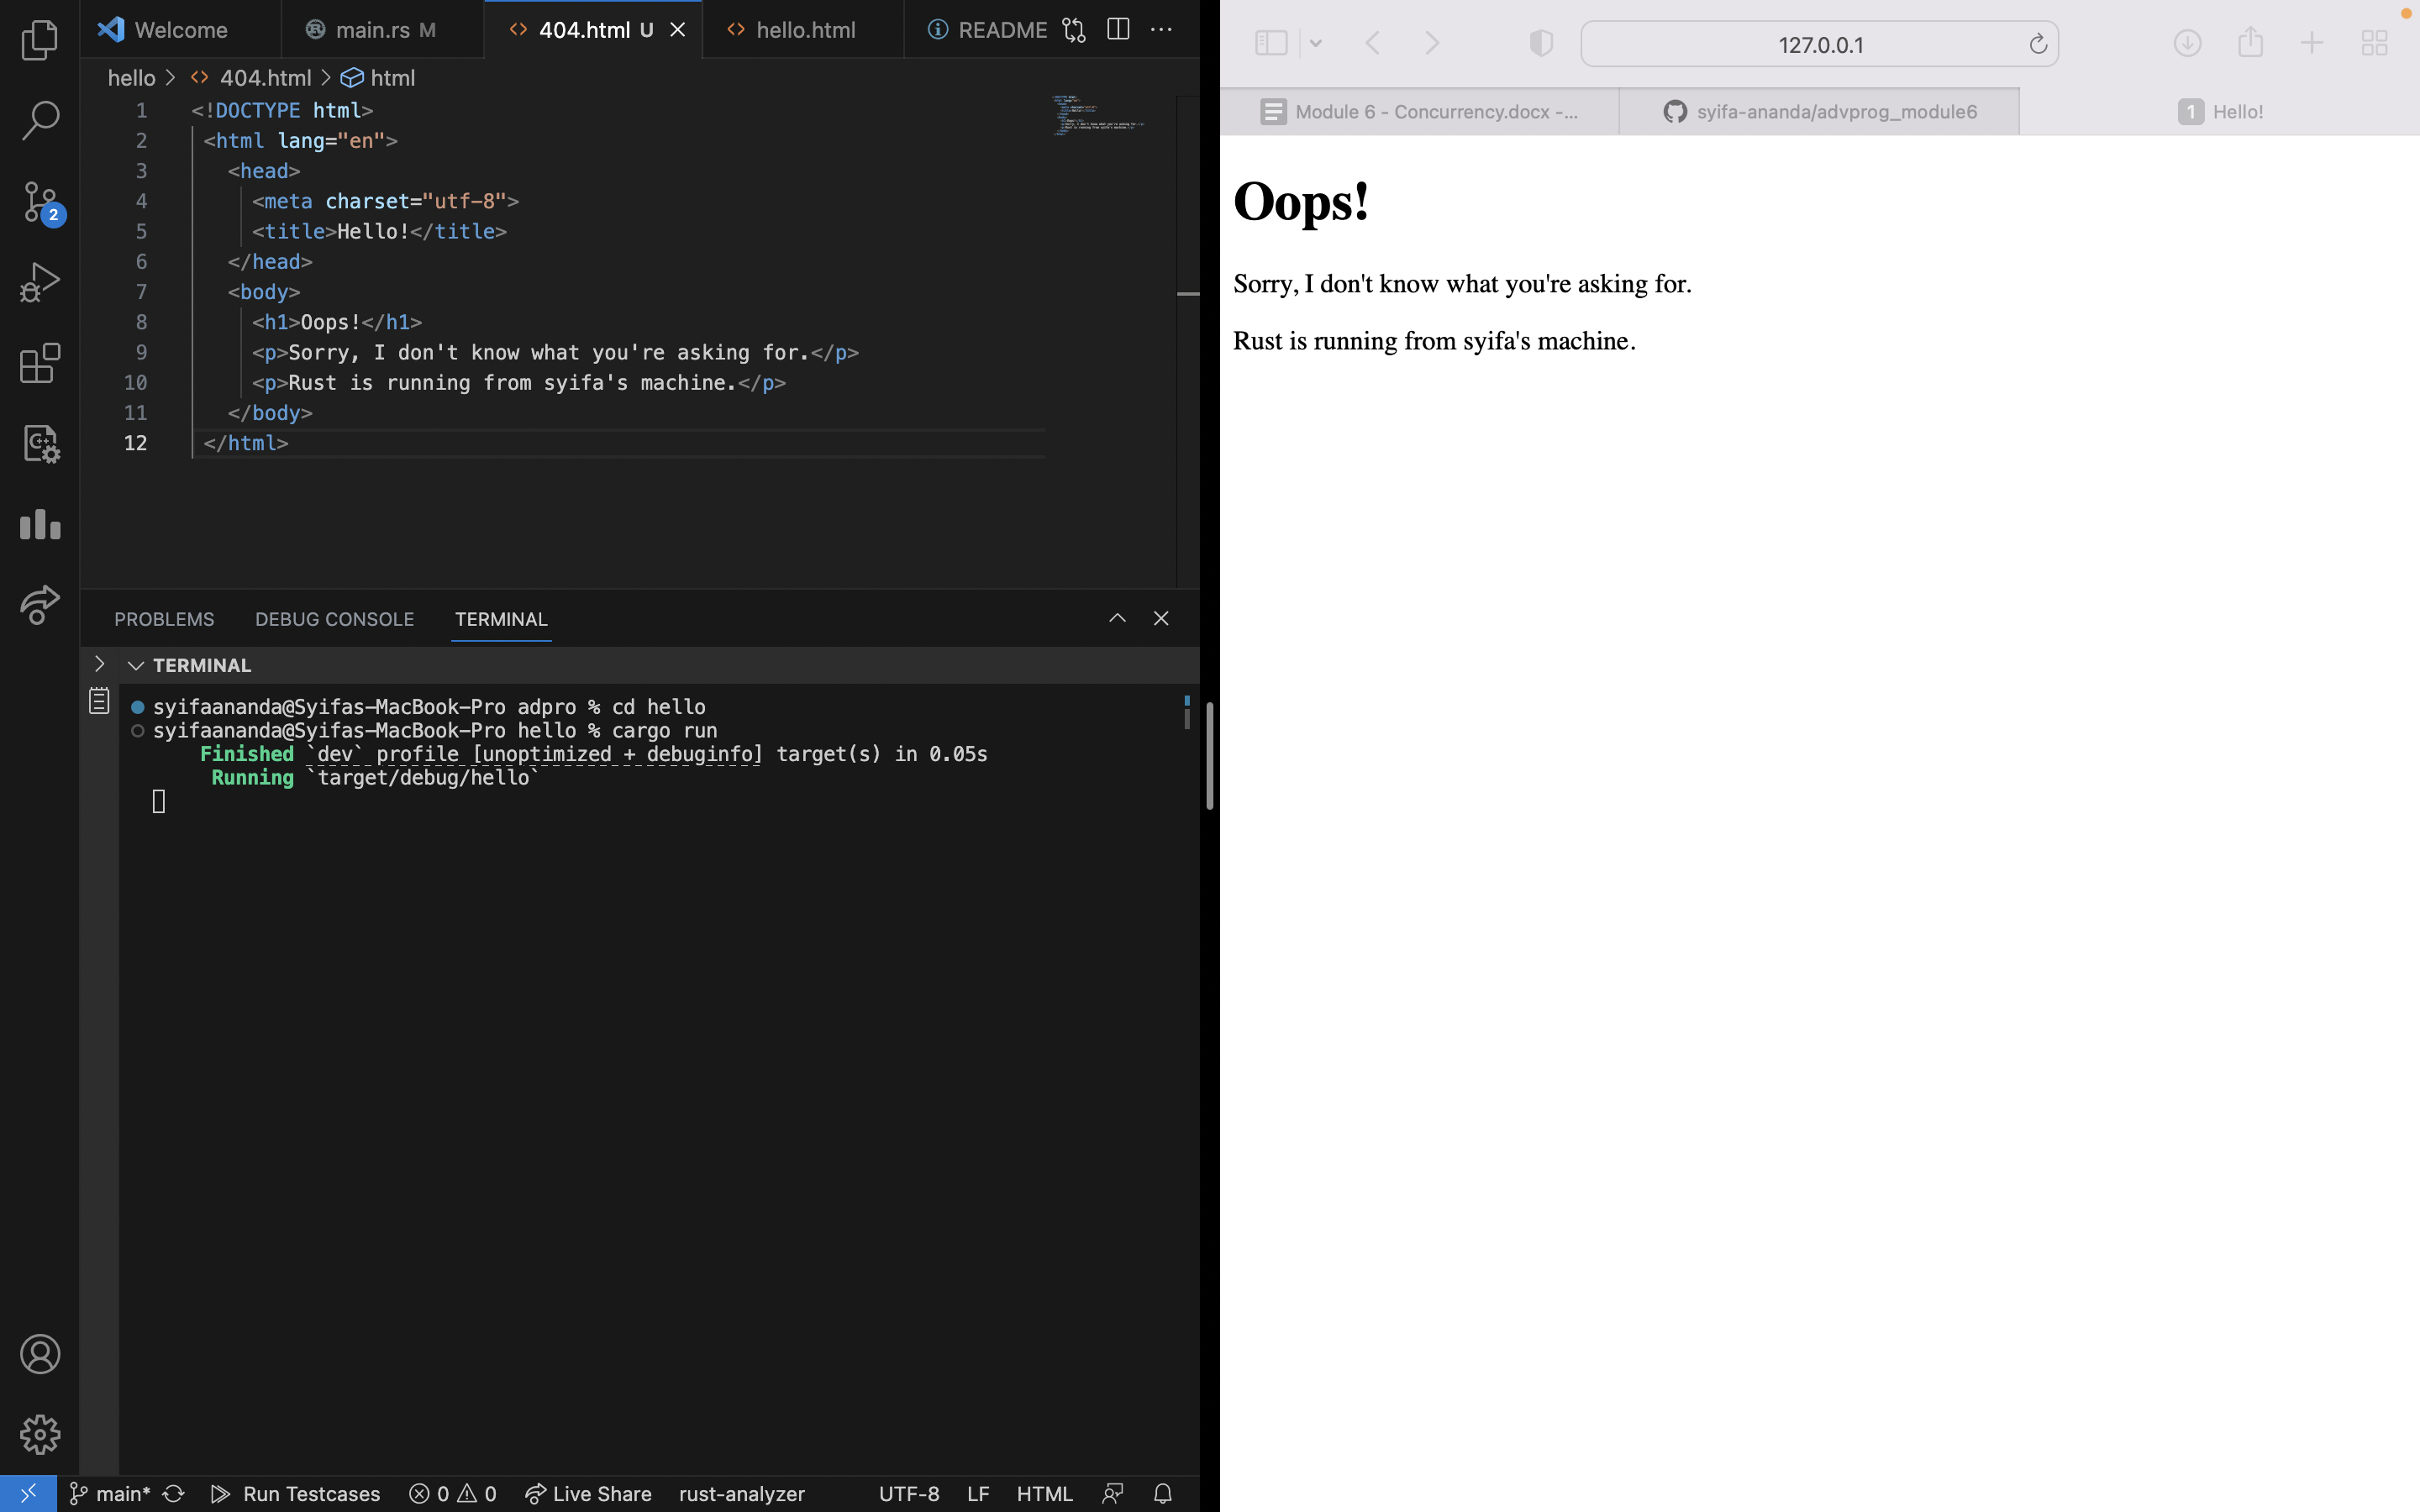 Welcome
main.rs M
404.html U
hello.html
README
hello > 404.html > html
1 <!DOCTYPE html>
2 <html lang="en">
3 <head>
4 <meta charset="utf-8">
5 <title>Hello!</title>
6 </head>
7 <body>
8 <h1>Oops!</h1>
9 <p>Sorry, I don't know what you're asking for.</p>
10 <p>Rust is running from syifa's machine.</p>
11 </body>
12 </html>
2
PROBLEMS
DEBUG CONSOLE
TERMINAL
TERMINAL
syifaananda@Syifas-MacBook-Pro adpro % cd hello
syifaananda@Syifas-MacBook-Pro hello % cargo run
Finished `dev` profile [unoptimized + debuginfo] target(s) in 0.05s
Running `target/debug/hello`
main*
Run Testcases
0 0
Live Share
rust-analyzer
UTF-8
LF
HTML
127.0.0.1
Module 6 - Concurrency.docx -...
syifa-ananda/advprog_module6
1 Hello!
Oops!
Sorry, I don't know what you're asking for.
Rust is running from syifa's machine.